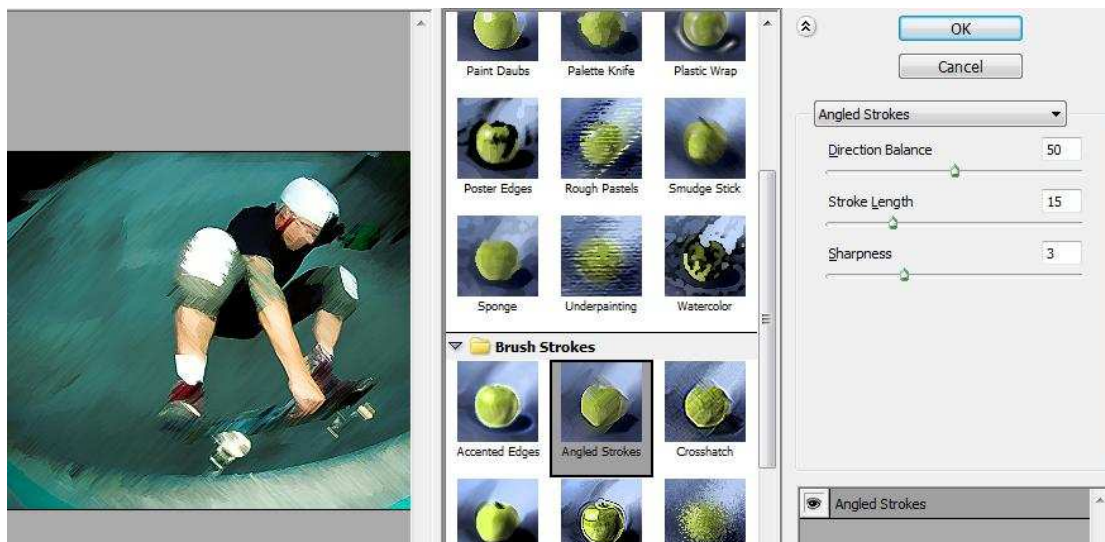 Paint Daubs
Palette Knife
Plastic Wrap
Poster Edges
Rough Pastels
Smudge Stick
Sponge
Underpainting
Watercolor
Brush Strokes
Accented Edges
Angled Strokes
Crosshatch
OK
Cancel
Angled Strokes
Direction Balance 50
Stroke Length 15
Sharpness 3
Angled Strokes